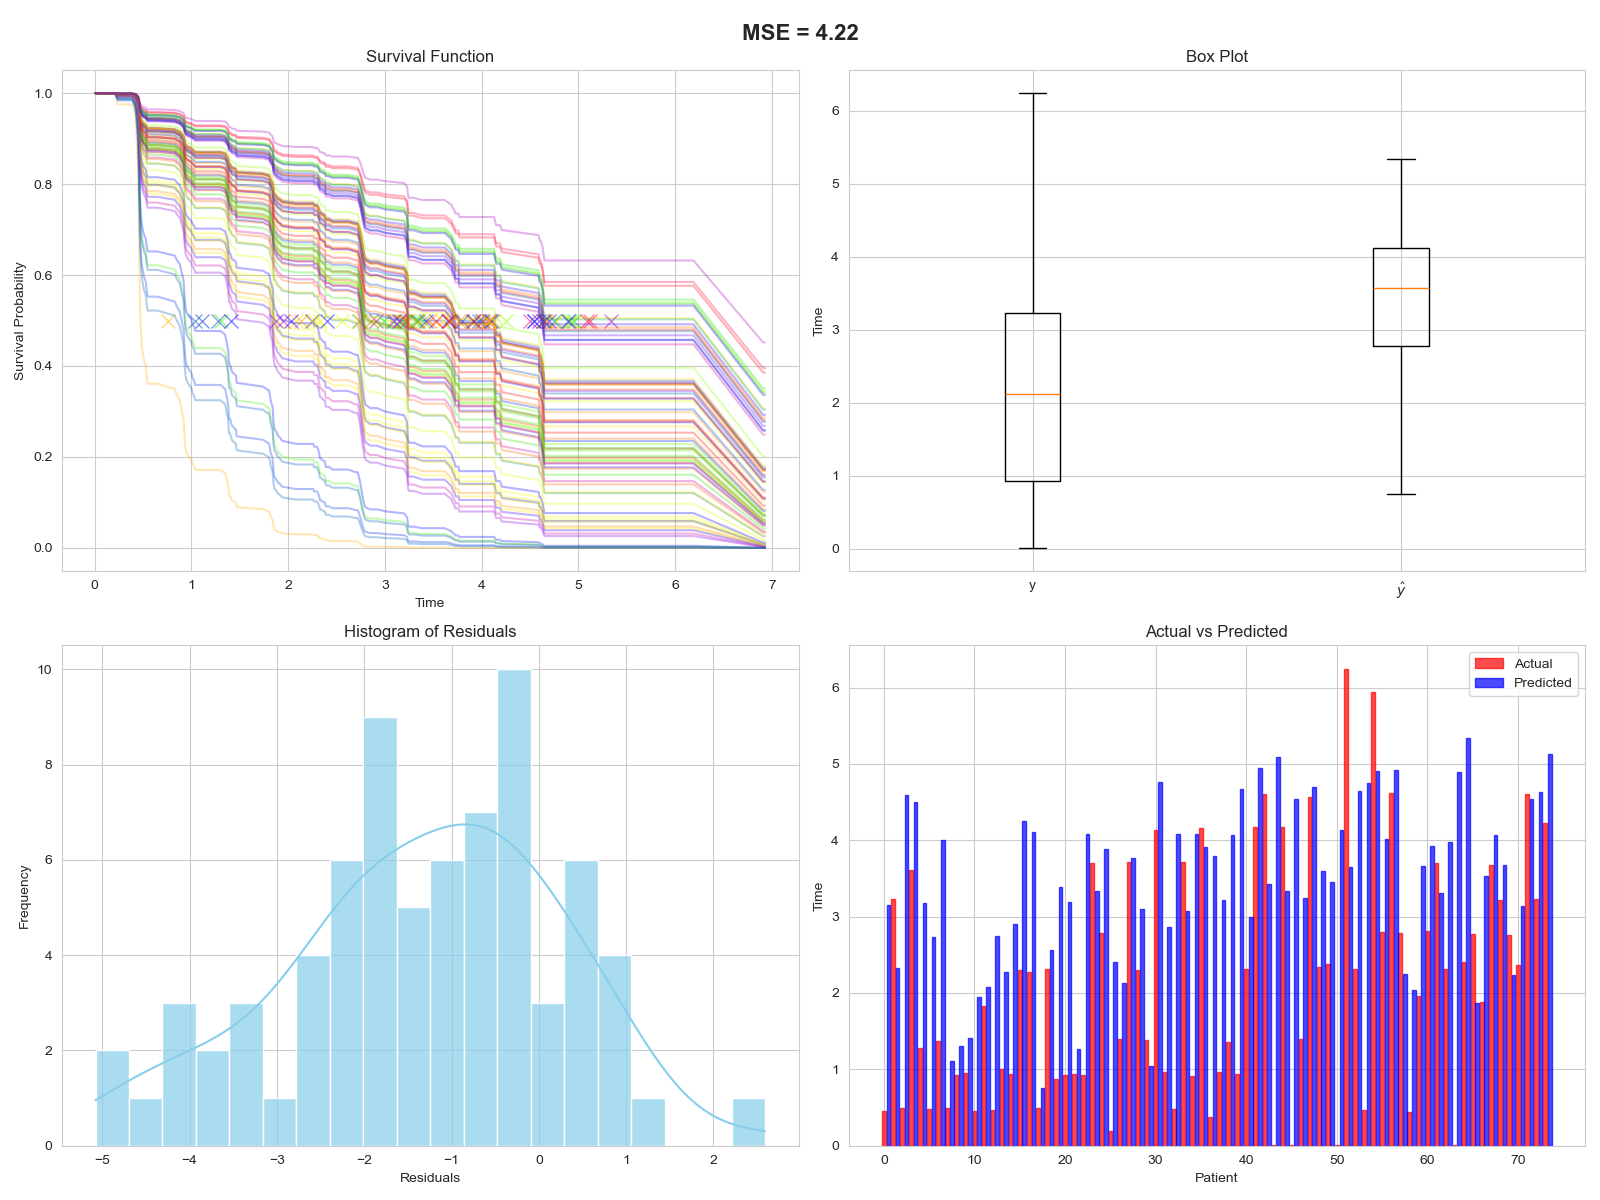 MSE = 4.22
Survival Function
Survival Probability
1.0
0.8
0.6
0.4
0.2
0.0
0 1 2 3 4 5 6 7
Time
Box Plot
Time
6
5
4
3
2
1
0
y ŷ
Histogram of Residuals
Frequency
10
8
6
4
2
0
−5 −4 −3 −2 −1 0 1 2
Residuals
Actual vs Predicted
Actual
Predicted
Time
6
5
4
3
2
1
0
0 10 20 30 40 50 60 70
Patient